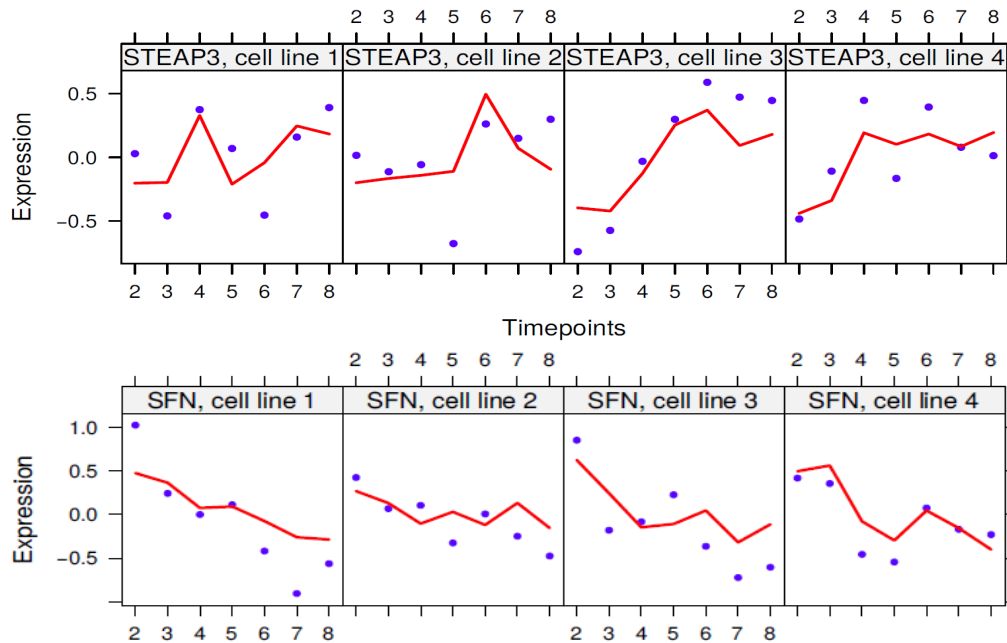 2 3 4 5 6 7 8 2 3 4 5 6 7 8
STEAP3, cell line 1 STEAP3, cell line 2 STEAP3, cell line 3 STEAP3, cell line 4
Expression
0.5
0.0
−0.5
2 3 4 5 6 7 8 2 3 4 5 6 7 8
Timepoints
2 3 4 5 6 7 8 2 3 4 5 6 7 8
SFN, cell line 1 SFN, cell line 2 SFN, cell line 3 SFN, cell line 4
Expression
1.0
0.5
0.0
−0.5
2 3 4 5 6 7 8 2 3 4 5 6 7 8